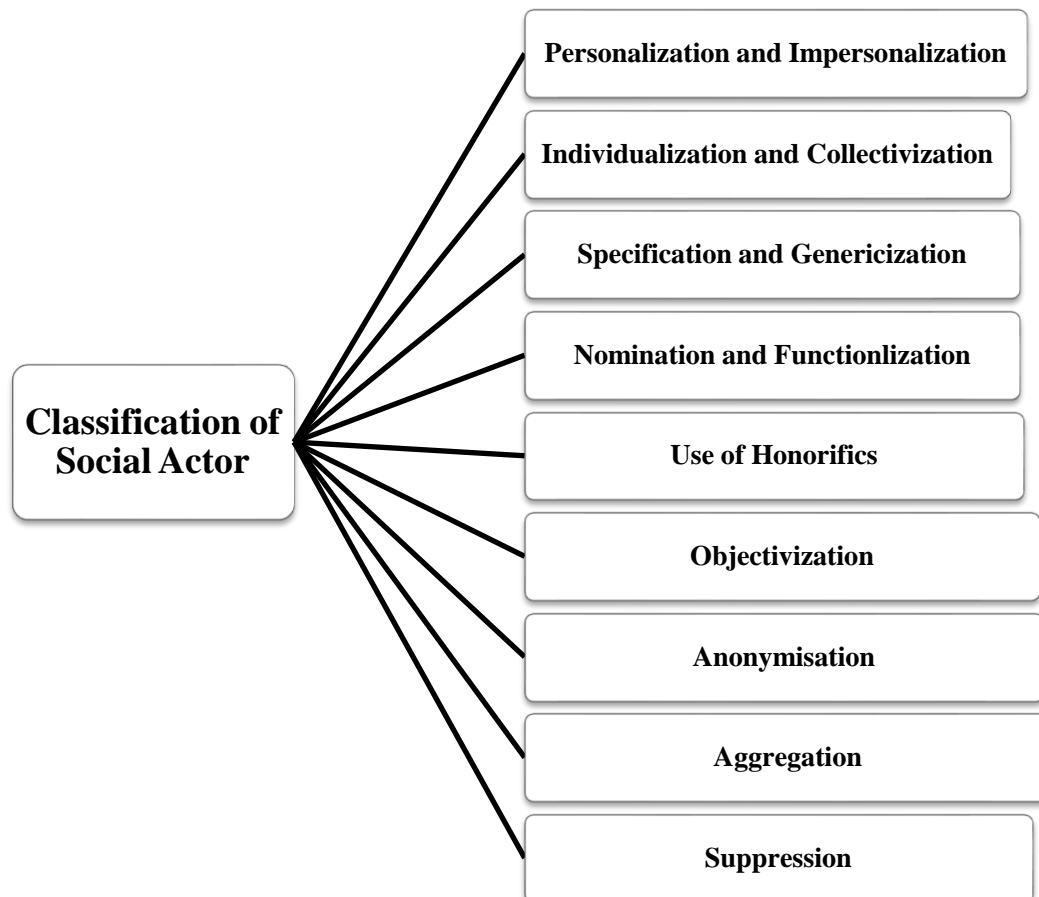 Personalization and Impersonalization
Individualization and Collectivization
Specification and Genericization
Nomination and Functionlization
Classification of
Social Actor
Use of Honorifics
Objectivization
Anonymisation
Aggregation
Suppression